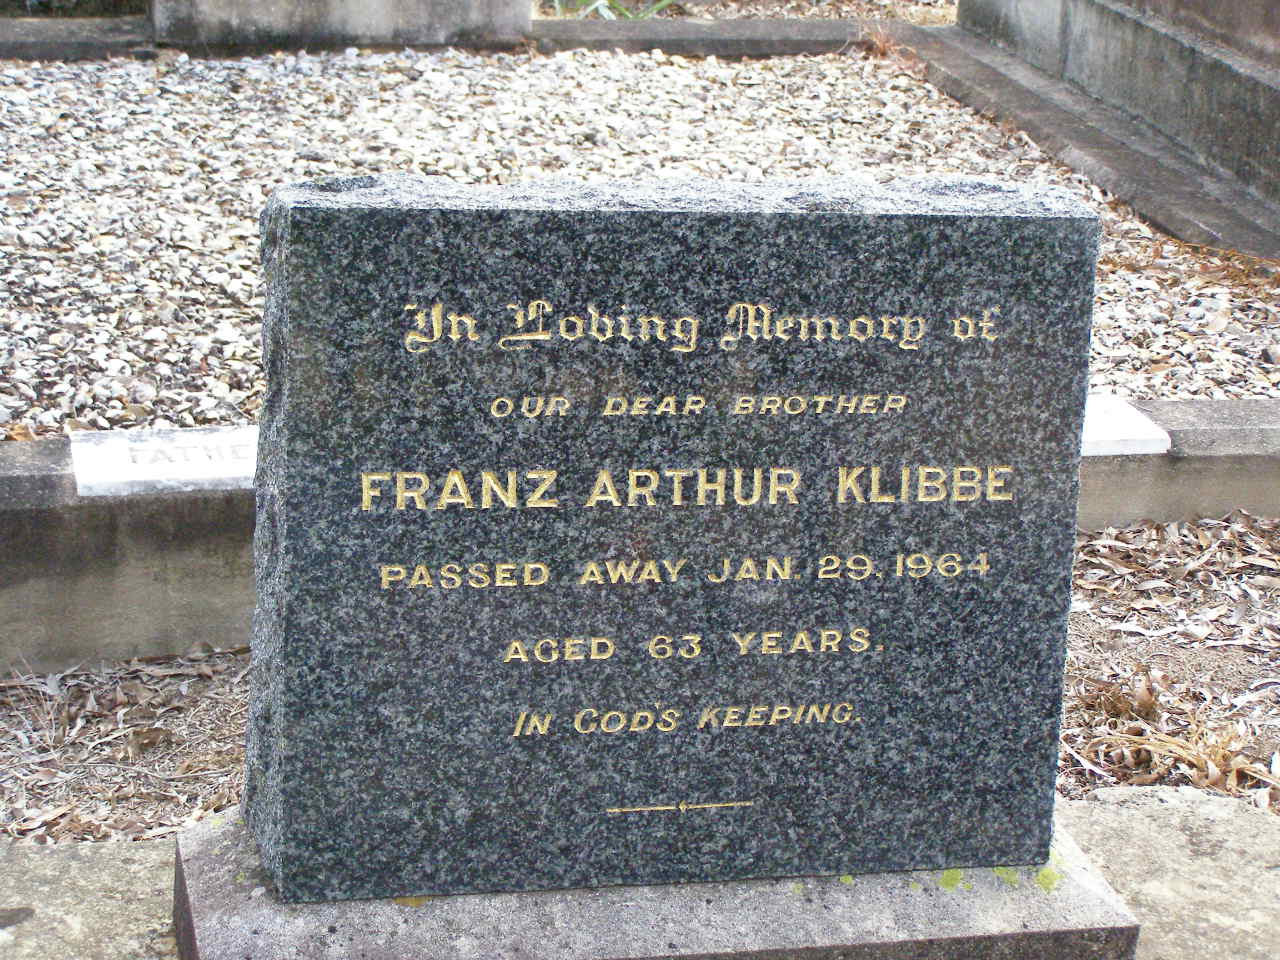 In Loving Memory of
OUR DEAR BROTHER
FRANZ ARTHUR KLIBBE
PASSED AWAY JAN. 29. 1964
AGED 63 YEARS.
IN GOD'S KEEPING.